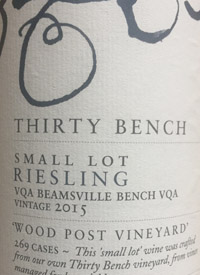 THIRTY BENCH
SMALL LOT
RIESLING
VQA BEAMSVILLE BENCH VQA
VINTAGE 2015
'WOOD POST VINEYARD'
269 CASES ~ This 'small lot' wine was crafted
from our own Thirty Bench vineyard, from vines